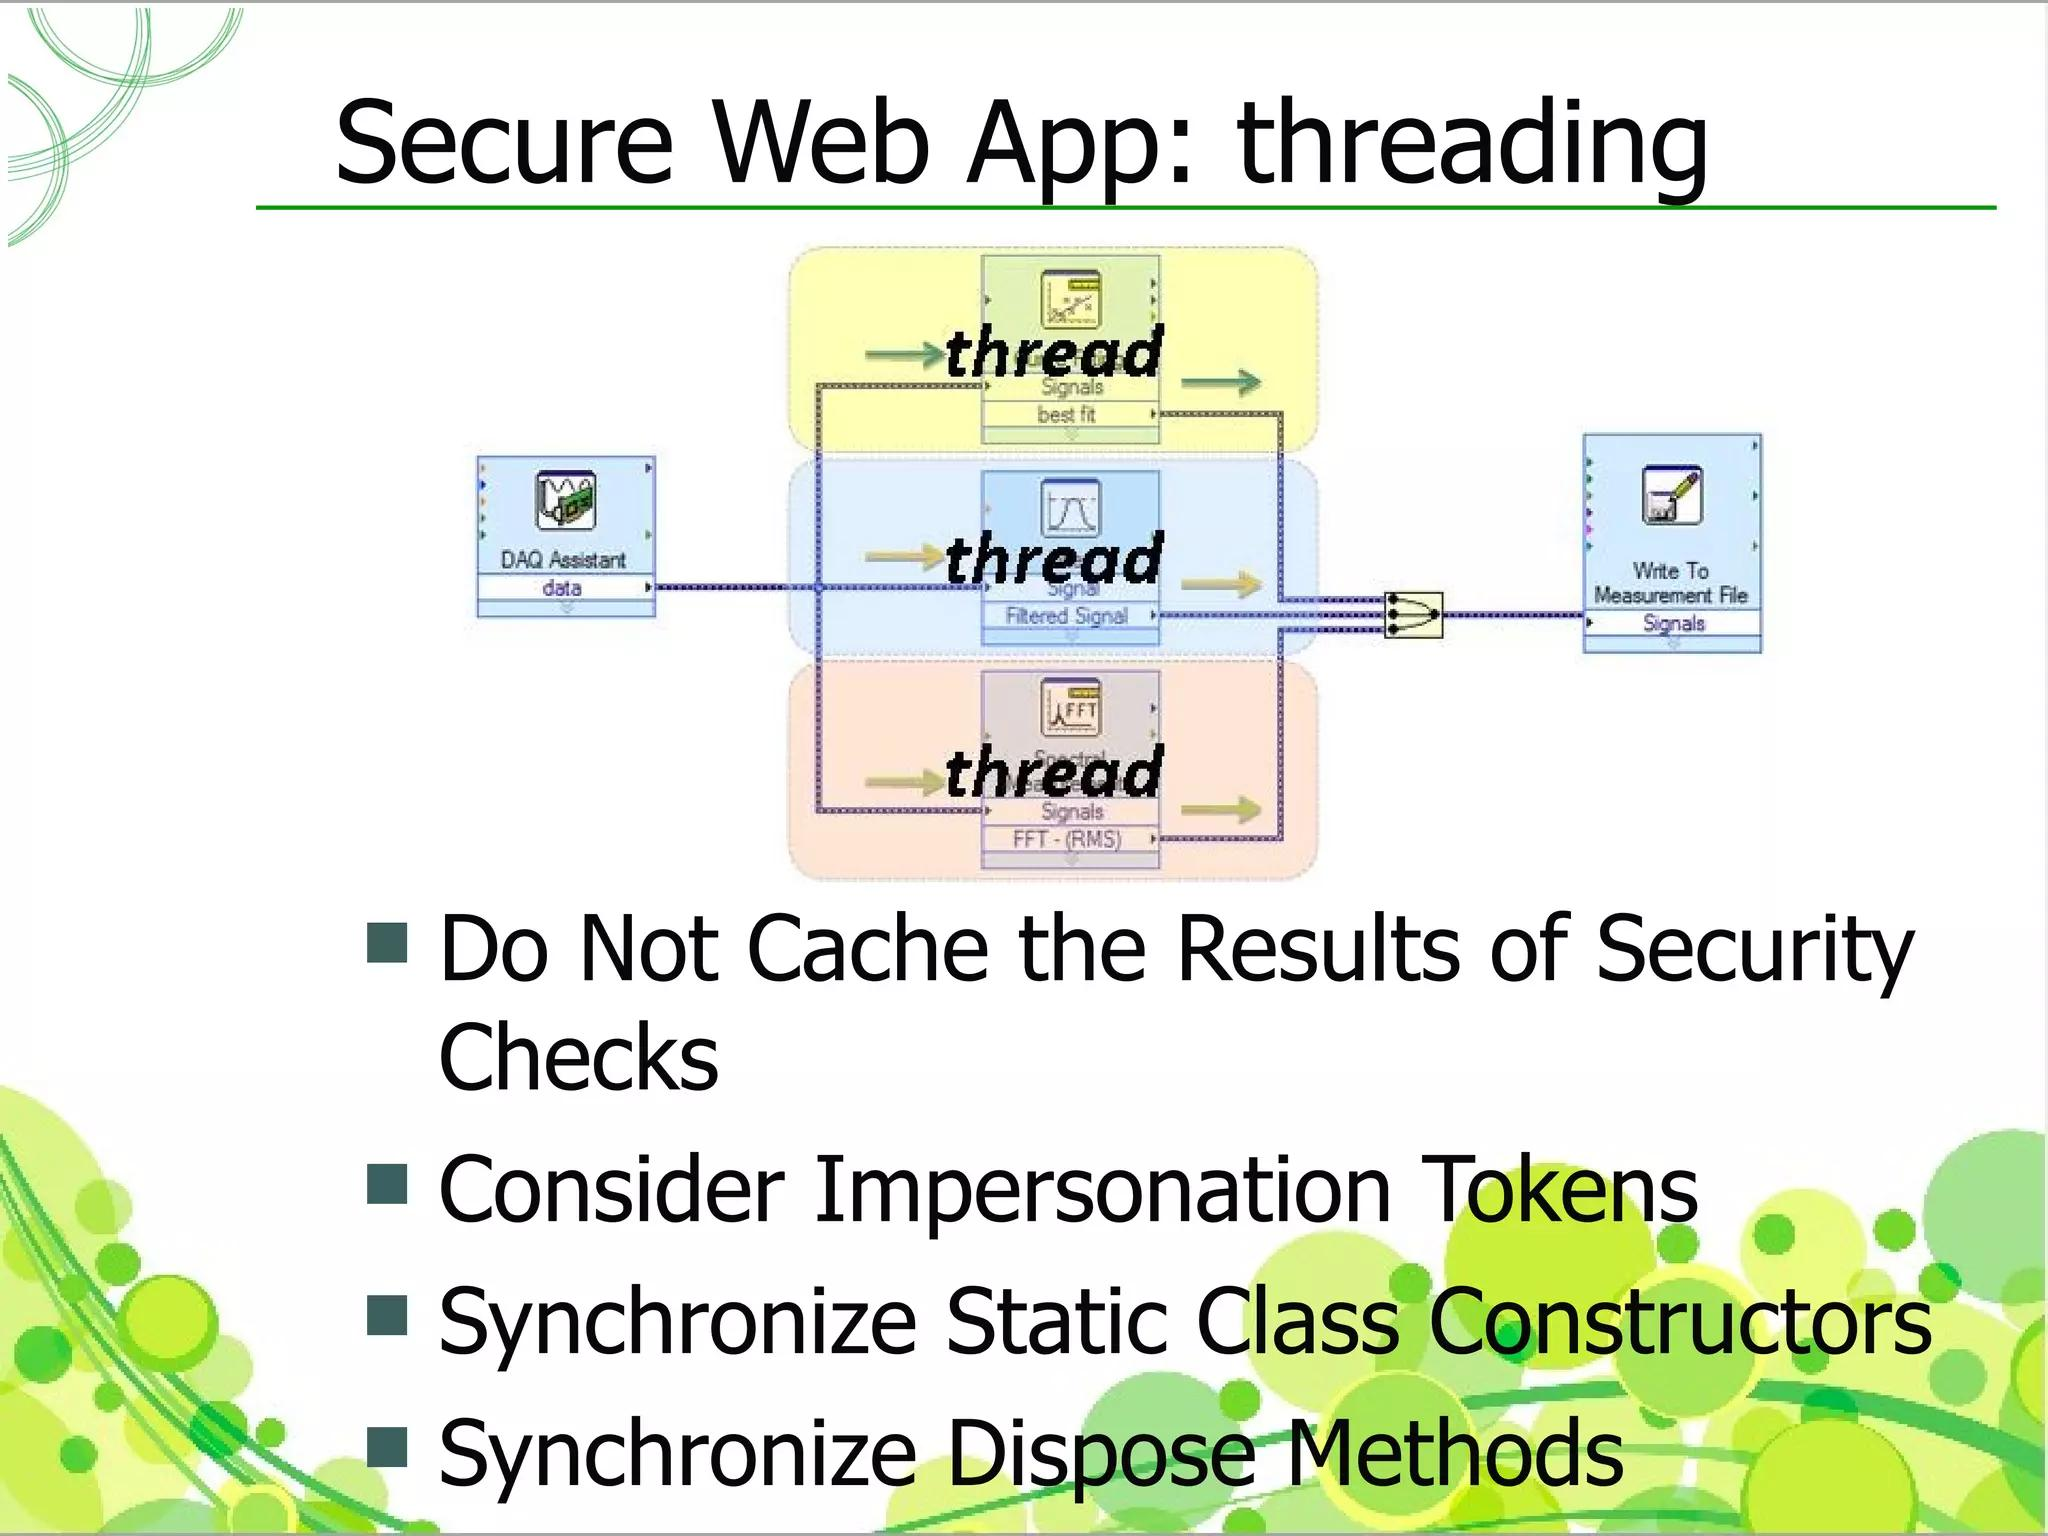 Secure Web App: threading
thread
Signals
best fit
DAQ Assistant
data
thread
Signal
Filtered Signal
Write To
Measurement File
Signals
FFT
thread
Signals
FFT - (RMS)
Do Not Cache the Results of Security
Checks
Consider Impersonation Tokens
Synchronize Static Class Constructors
Synchronize Dispose Methods